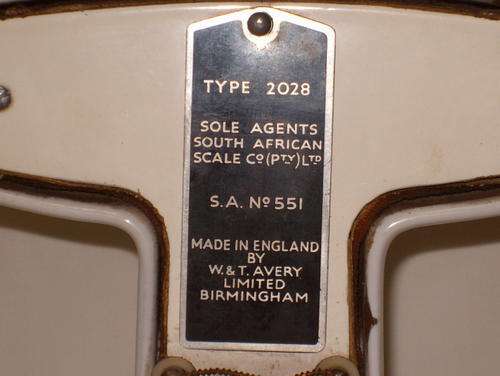 TYPE 2028
SOLE AGENTS
SOUTH AFRICAN
SCALE Cº (PTY) LTD
S.A. Nº 551
MADE IN ENGLAND
BY
W. & T. AVERY
LIMITED
BIRMINGHAM